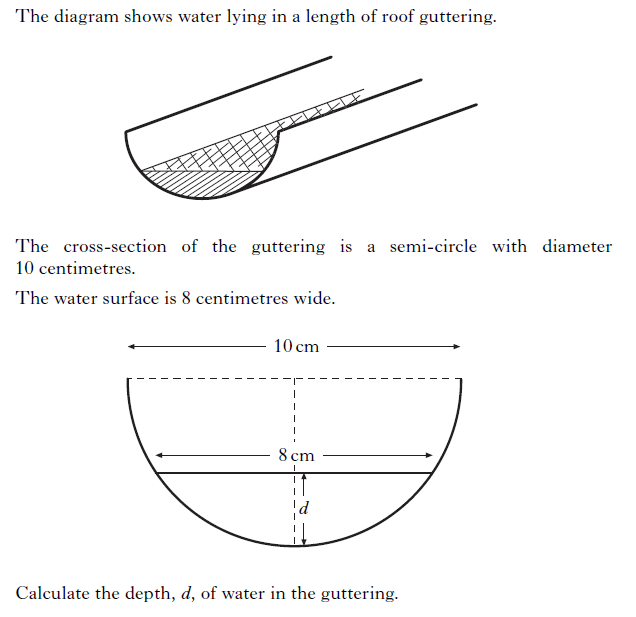 The diagram shows water lying in a length of roof guttering.
The cross-section of the guttering is a semi-circle with diameter
10 centimetres.
The water surface is 8 centimetres wide.
10 cm
8 cm
d
Calculate the depth, d, of water in the guttering.